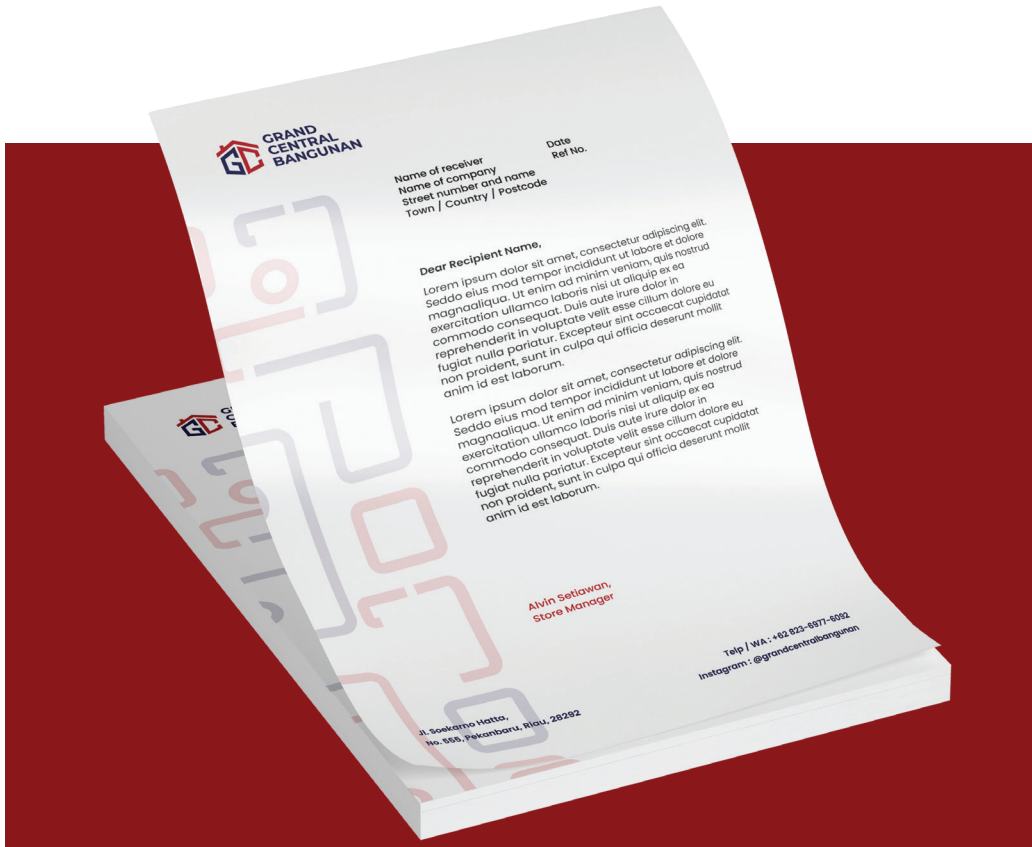 GRAND
CENTRAL
BANGUNAN
Name of receiver
Name of company
Street number and name
Town / Country / Postcode
Date
Ref No.
Dear Recipient Name,
Lorem ipsum dolor sit amet, consectetur adipiscing elit.
Seddo eius mod tempor incididunt ut labore et dolore
magnaaliqua. Ut enim ad minim veniam, quis nostrud
exercitation ullamco laboris nisi ut aliquip ex ea
commodo consequat. Duis aute irure dolor in
reprehenderit in voluptate velit esse cillum dolore eu
fugiat nulla pariatur. Excepteur sint occaecat cupidatat
non proident, sunt in culpa qui officia deserunt mollit
anim id est laborum.
Lorem ipsum dolor sit amet, consectetur adipiscing elit.
Seddo eius mod tempor incididunt ut labore et dolore
magnaaliqua. Ut enim ad minim veniam, quis nostrud
exercitation ullamco laboris nisi ut aliquip ex ea
commodo consequat. Duis aute irure dolor in
reprehenderit in voluptate velit esse cillum dolore eu
fugiat nulla pariatur. Excepteur sint occaecat cupidatat
non proident, sunt in culpa qui officia deserunt mollit
anim id est laborum.
Alvin Setiawan,
Store Manager
Telp / WA : +62 823-6977-6092
Instagram : @grandcentralbangunan
Jl. Soekarno Hatta,
No. 555, Pekanbaru, Riau, 28292
GC